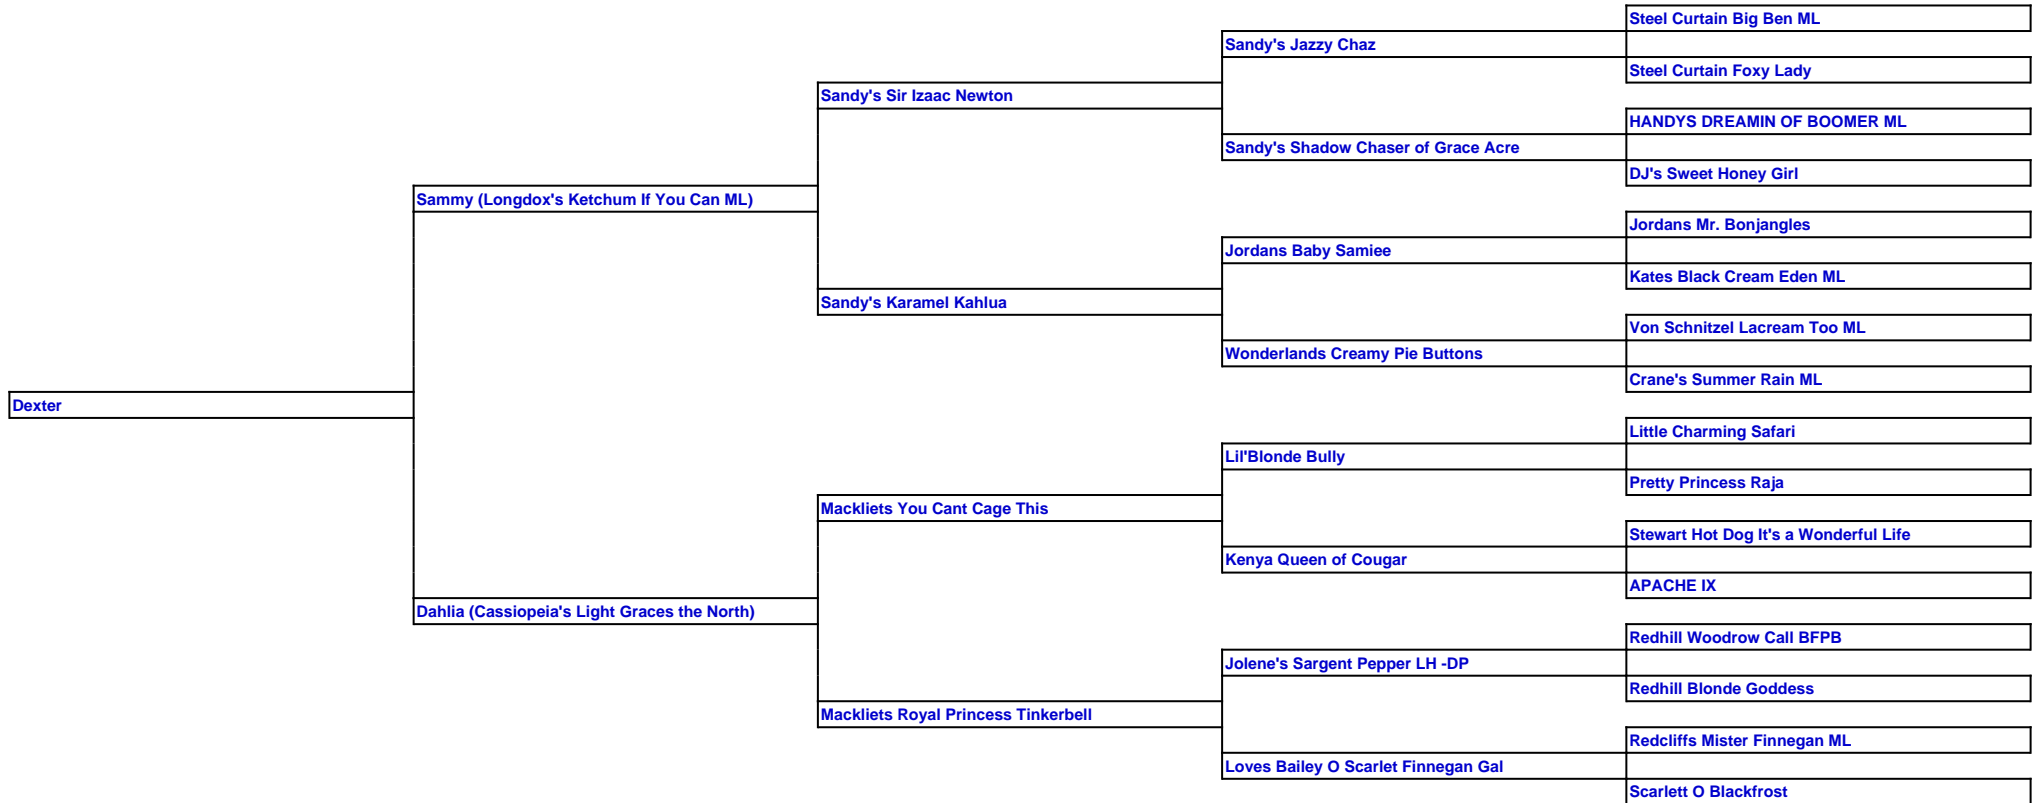 Steel Curtain Big Ben ML
Sandy's Jazzy Chaz
Steel Curtain Foxy Lady
Sandy's Sir Izaac Newton
HANDYS DREAMIN OF BOOMER ML
Sandy's Shadow Chaser of Grace Acre
DJ's Sweet Honey Girl
Sammy (Longdox's Ketchum If You Can ML)
Jordans Mr. Bonjangles
Jordans Baby Samiee
Kates Black Cream Eden ML
Sandy's Karamel Kahlua
Von Schnitzel Lacream Too ML
Wonderlands Creamy Pie Buttons
Crane's Summer Rain ML
Dexter
Little Charming Safari
Lil'Blonde Bully
Pretty Princess Raja
Mackliets You Cant Cage This
Stewart Hot Dog It's a Wonderful Life
Kenya Queen of Cougar
APACHE IX
Dahlia (Cassiopeia's Light Graces the North)
Redhill Woodrow Call BFPB
Jolene's Sargent Pepper LH -DP
Redhill Blonde Goddess
Mackliets Royal Princess Tinkerbell
Redcliffs Mister Finnegan ML
Loves Bailey O Scarlet Finnegan Gal
Scarlett O Blackfrost